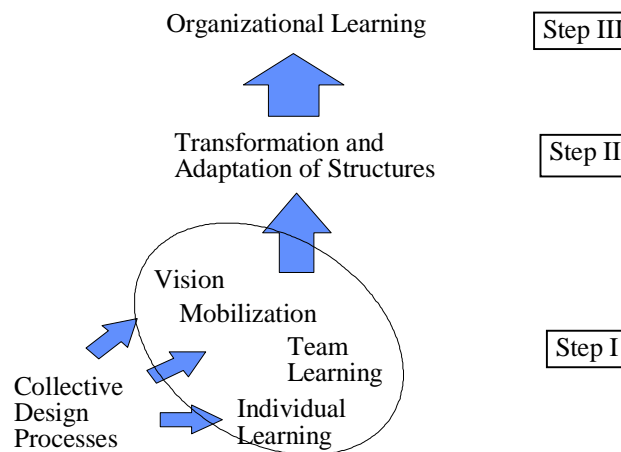 Organizational Learning
Step III
Transformation and
Adaptation of Structures
Step II
Vision
Mobilization
Team
Learning
Step I
Collective
Design
Processes
Individual
Learning